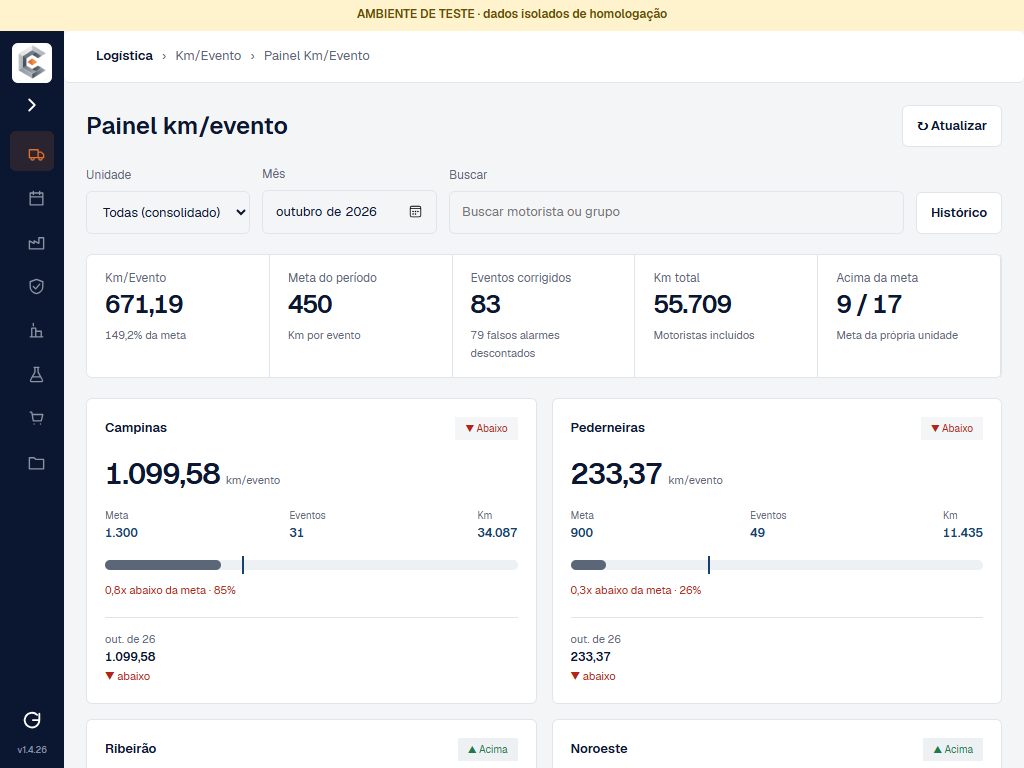 AMBIENTE DE TESTE · dados isolados de homologação
Logística › Km/Evento › Painel Km/Evento
Painel km/evento
↻ Atualizar
Unidade
Mês
Buscar
Todas (consolidado)
outubro de 2026
Buscar motorista ou grupo
Histórico
Km/Evento
671,19
149,2% da meta
Meta do período
450
Km por evento
Eventos corrigidos
83
79 falsos alarmes
descontados
Km total
55.709
Motoristas incluidos
Acima da meta
9 / 17
Meta da própria unidade
Campinas
▼ Abaixo
1.099,58 km/evento
Meta
1.300
Eventos
31
Km
34.087
0,8x abaixo da meta · 85%
out. de 26
1.099,58
▼ abaixo
Pederneiras
▼ Abaixo
233,37 km/evento
Meta
900
Eventos
49
Km
11.435
0,3x abaixo da meta · 26%
out. de 26
233,37
▼ abaixo
Ribeirão
▲ Acima
Noroeste
▲ Acima
v1.4.26